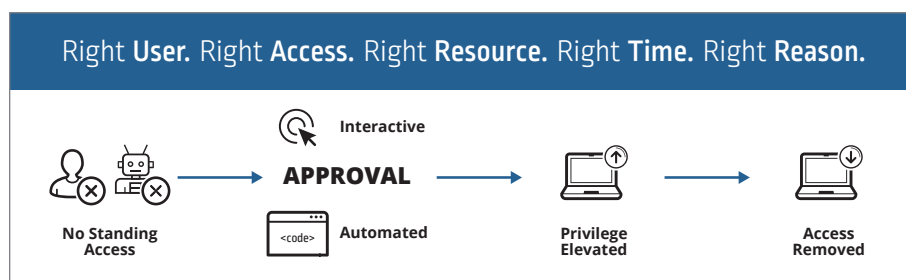 Right User. Right Access. Right Resource. Right Time. Right Reason.
No Standing
Access
Interactive
APPROVAL
<code>
Automated
Privilege
Elevated
Access
Removed